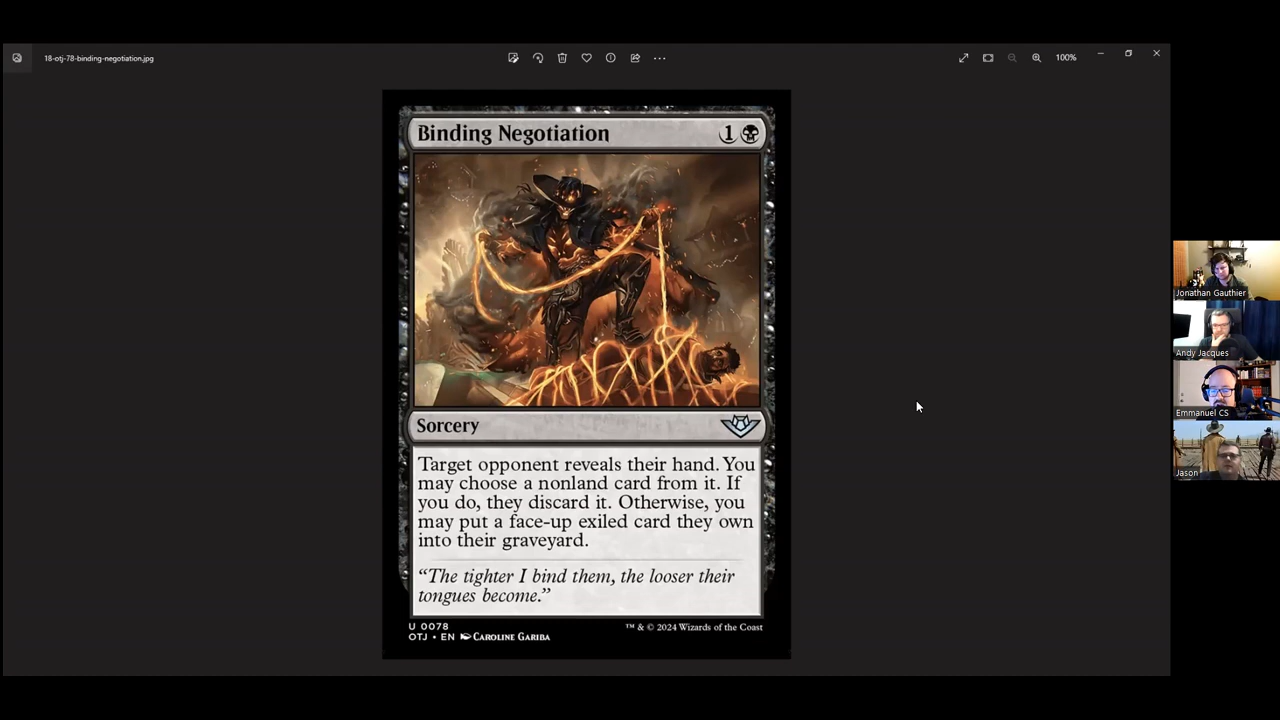 18-otj-78-binding-negotiation.jpg
100%
Binding Negotiation
1
Sorcery
Target opponent reveals their hand. You
may choose a nonland card from it. If
you do, they discard it. Otherwise, you
may put a face-up exiled card they own
into their graveyard.
“The tighter I bind them, the looser their
tongues become.”
U 0078
™ & © 2024 Wizards of the Coast
OTJ • EN CAROLINE GARIBA
Jonathan Gauthier
Andy Jacques
Emmanuel CS
Jason